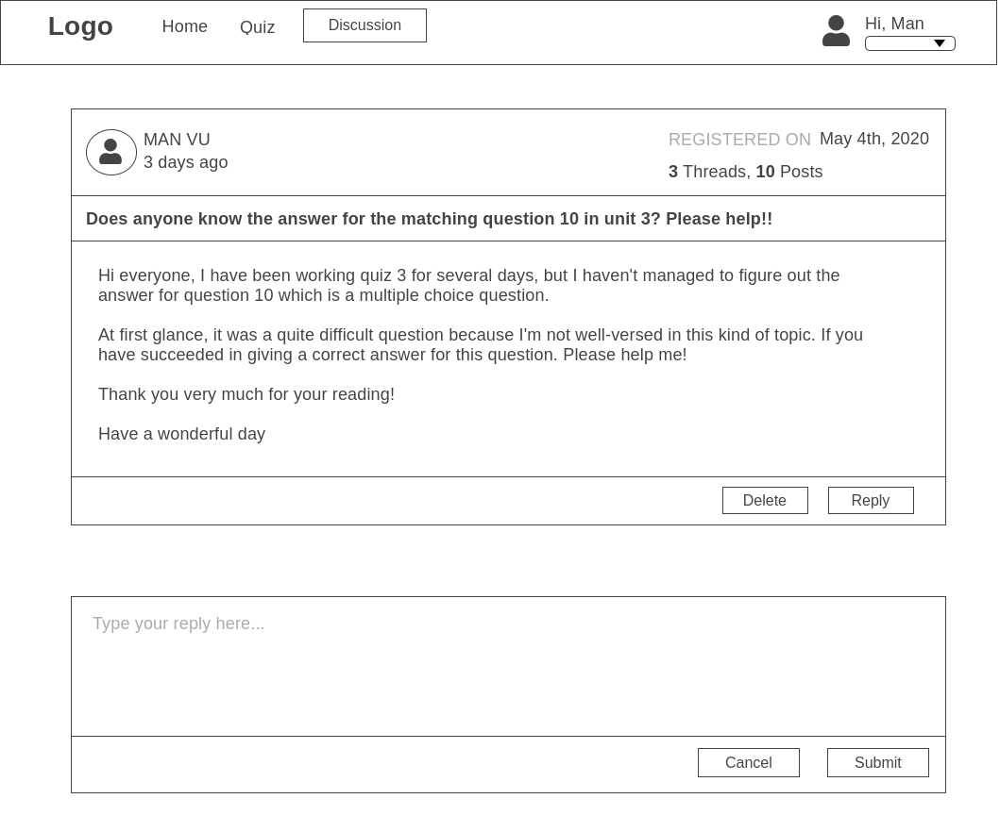 Logo
Home
Quiz
Discussion
Hi, Man
MAN VU
3 days ago
REGISTERED ON May 4th, 2020
3 Threads, 10 Posts
Does anyone know the answer for the matching question 10 in unit 3? Please help!!
Hi everyone, I have been working quiz 3 for several days, but I haven't managed to figure out the
answer for question 10 which is a multiple choice question.
At first glance, it was a quite difficult question because I'm not well-versed in this kind of topic. If you
have succeeded in giving a correct answer for this question. Please help me!
Thank you very much for your reading!
Have a wonderful day
Delete
Reply
Type your reply here...
Cancel
Submit